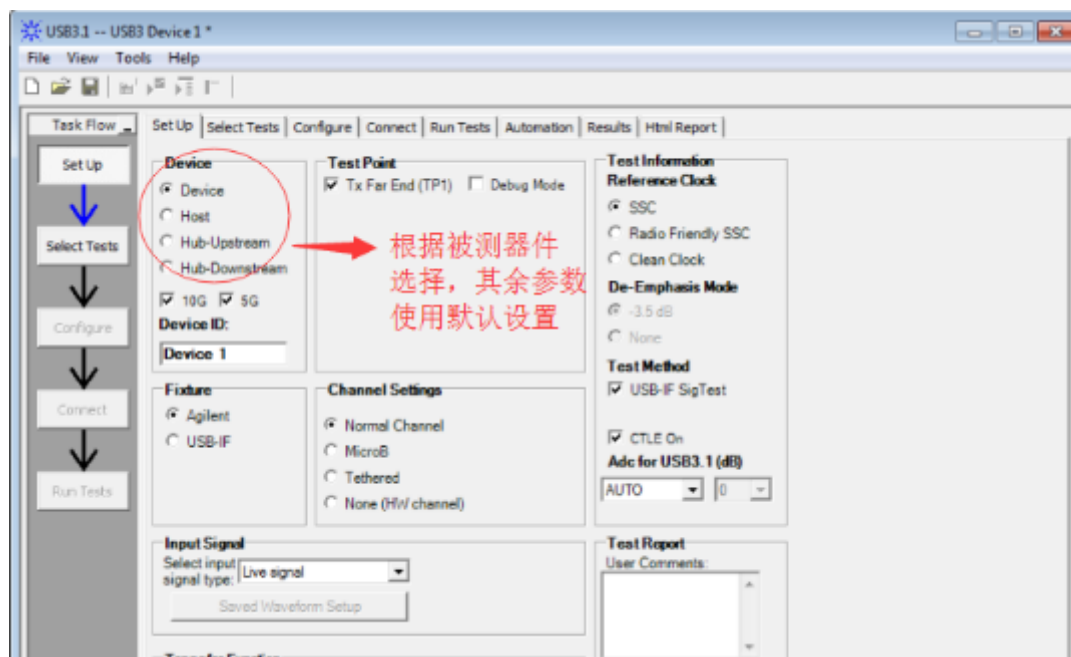 USB3.1 -- USB3 Device 1 *
File View Tools Help
Task Flow
Set Up Select Tests Configure Connect Run Tests Automation Results Html Report
Set Up
Select Tests
Configure
Connect
Run Tests
Device
Device
Host
Hub-Upstream
Hub-Downstream
10G 5G
Device ID:
Device 1
Test Point
Tx Far End (TP1) Debug Mode
根据被测器件
选择，其余参数
使用默认设置
Test Information
Reference Clock
SSC
Radio Friendly SSC
Clean Clock
De-Emphasis Mode
-3.5 dB
None
Test Method
USB-IF SigTest
CTLE On
Adc for USB3.1 (dB)
AUTO 0
Fixture
Agilent
USB-IF
Channel Settings
Normal Channel
MicroB
Tethered
None (HW channel)
Input Signal
Select input
signal type: Live signal
Saved Waveform Setup
Test Report
User Comments:
Transfer Function